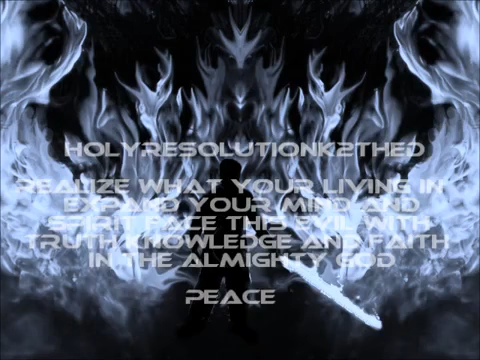 HOLYRESOLUTIONK2THED
REALIZE WHAT YOUR LIVING IN
EXPAND YOUR MIND AND
SPIRIT FACE THIS EVIL WITH
TRUTH KNOWLEDGE AND FAITH
IN THE ALMIGHTY GOD
PEACE